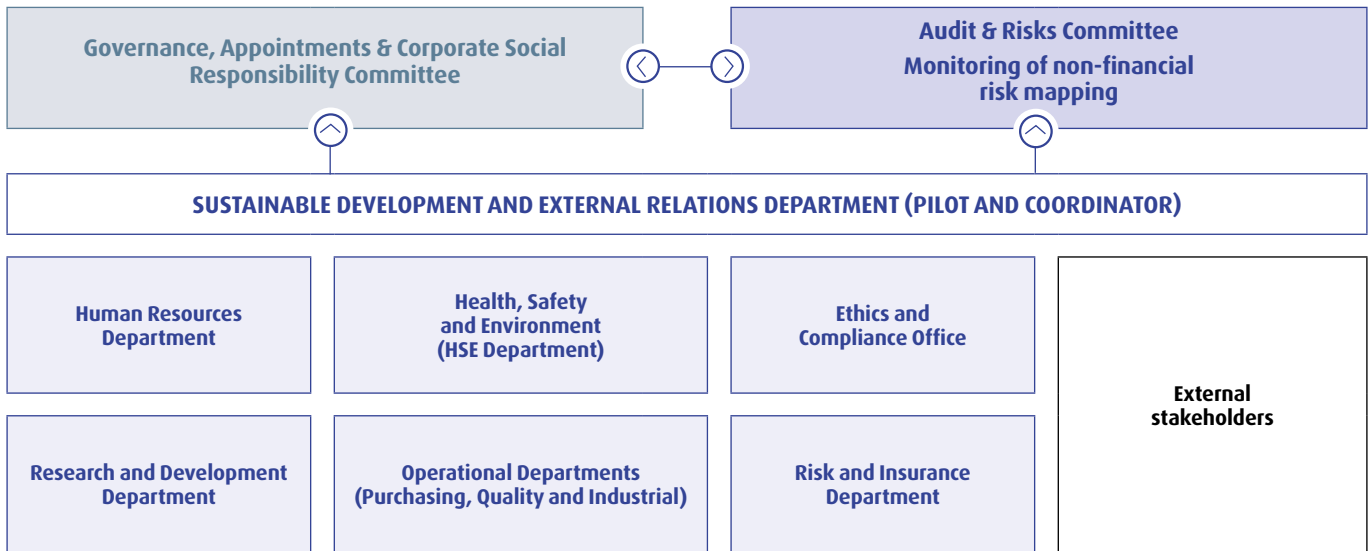 Governance, Appointments & Corporate Social
Responsibility Committee
Audit & Risks Committee
Monitoring of non-financial
risk mapping
SUSTAINABLE DEVELOPMENT AND EXTERNAL RELATIONS DEPARTMENT (PILOT AND COORDINATOR)
Human Resources
Department
Health, Safety
and Environment
(HSE Department)
Ethics and
Compliance Office
External
stakeholders
Research and Development
Department
Operational Departments
(Purchasing, Quality and Industrial)
Risk and Insurance
Department